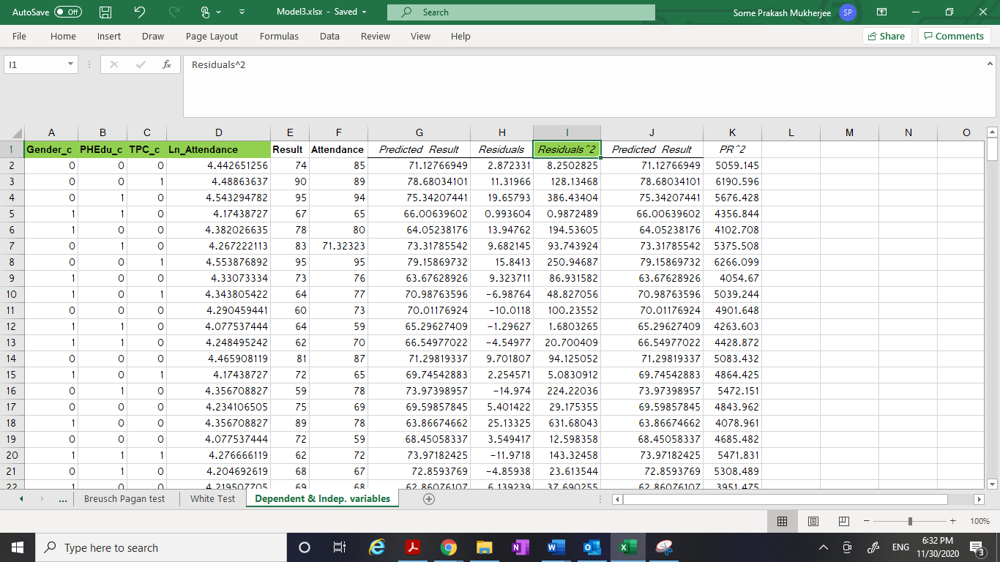 AutoSave Off Model3.xlsx - Saved Search Some Prakash Mukherjee SP
File Home Insert Draw Page Layout Formulas Data Review View Help Share Comments
I1 fx Residuals^2
A B C D E F G H I J K L M N O
1 Gender_c PHEdu_c TPC_c Ln_Attendance Result Attendance Predicted Result Residuals Residuals^2 Predicted Result PR^2
2 0 0 0 4.442651256 74 85 71.12766949 2.872331 8.2502825 71.12766949 5059.145
3 0 0 1 4.48863637 90 89 78.68034101 11.31966 128.13468 78.68034101 6190.596
4 0 1 0 4.543294782 95 94 75.34207441 19.65793 386.43404 75.34207441 5676.428
5 1 1 0 4.17438727 67 65 66.00639602 0.993604 0.9872489 66.00639602 4356.844
6 1 0 0 4.382026635 78 80 64.05238176 13.94762 194.53605 64.05238176 4102.708
7 0 1 0 4.267222113 83 71.32323 73.31785542 9.682145 93.743924 73.31785542 5375.508
8 0 0 1 4.553876892 95 95 79.15869732 15.8413 250.94687 79.15869732 6266.099
9 1 0 0 4.33073334 73 76 63.67628926 9.323711 86.931582 63.67628926 4054.67
10 1 0 1 4.343805422 64 77 70.98763596 -6.98764 48.827056 70.98763596 5039.244
11 0 0 0 4.290459441 60 73 70.01176924 -10.0118 100.23552 70.01176924 4901.648
12 1 1 0 4.077537444 64 59 65.29627409 -1.29627 1.6803265 65.29627409 4263.603
13 1 1 0 4.248495242 62 70 66.54977022 -4.54977 20.700409 66.54977022 4428.872
14 0 0 0 4.465908119 81 87 71.29819337 9.701807 94.125052 71.29819337 5083.432
15 1 0 1 4.17438727 72 65 69.74542883 2.254571 5.0830912 69.74542883 4864.425
16 0 1 0 4.356708827 59 78 73.97398957 -14.974 224.22036 73.97398957 5472.151
17 0 0 0 4.234106505 75 69 69.59857845 5.401422 29.175355 69.59857845 4843.962
18 1 0 0 4.356708827 89 78 63.86674662 25.13325 631.68043 63.86674662 4078.961
19 0 0 0 4.077537444 72 59 68.45058337 3.549417 12.598358 68.45058337 4685.482
20 1 1 1 4.276666119 62 72 73.97182425 -11.9718 143.32458 73.97182425 5471.831
21 0 1 0 4.204692619 68 67 72.8593769 -4.85938 23.613544 72.8593769 5308.489
22 1 0 0 4.219507705 69 68 62.86076107 6.139239 37.690255 62.86076107 3951.475
... Breusch Pagan test White Test Dependent & Indep. variables
100%
Type here to search ENG 6:32 PM
11/30/2020 3